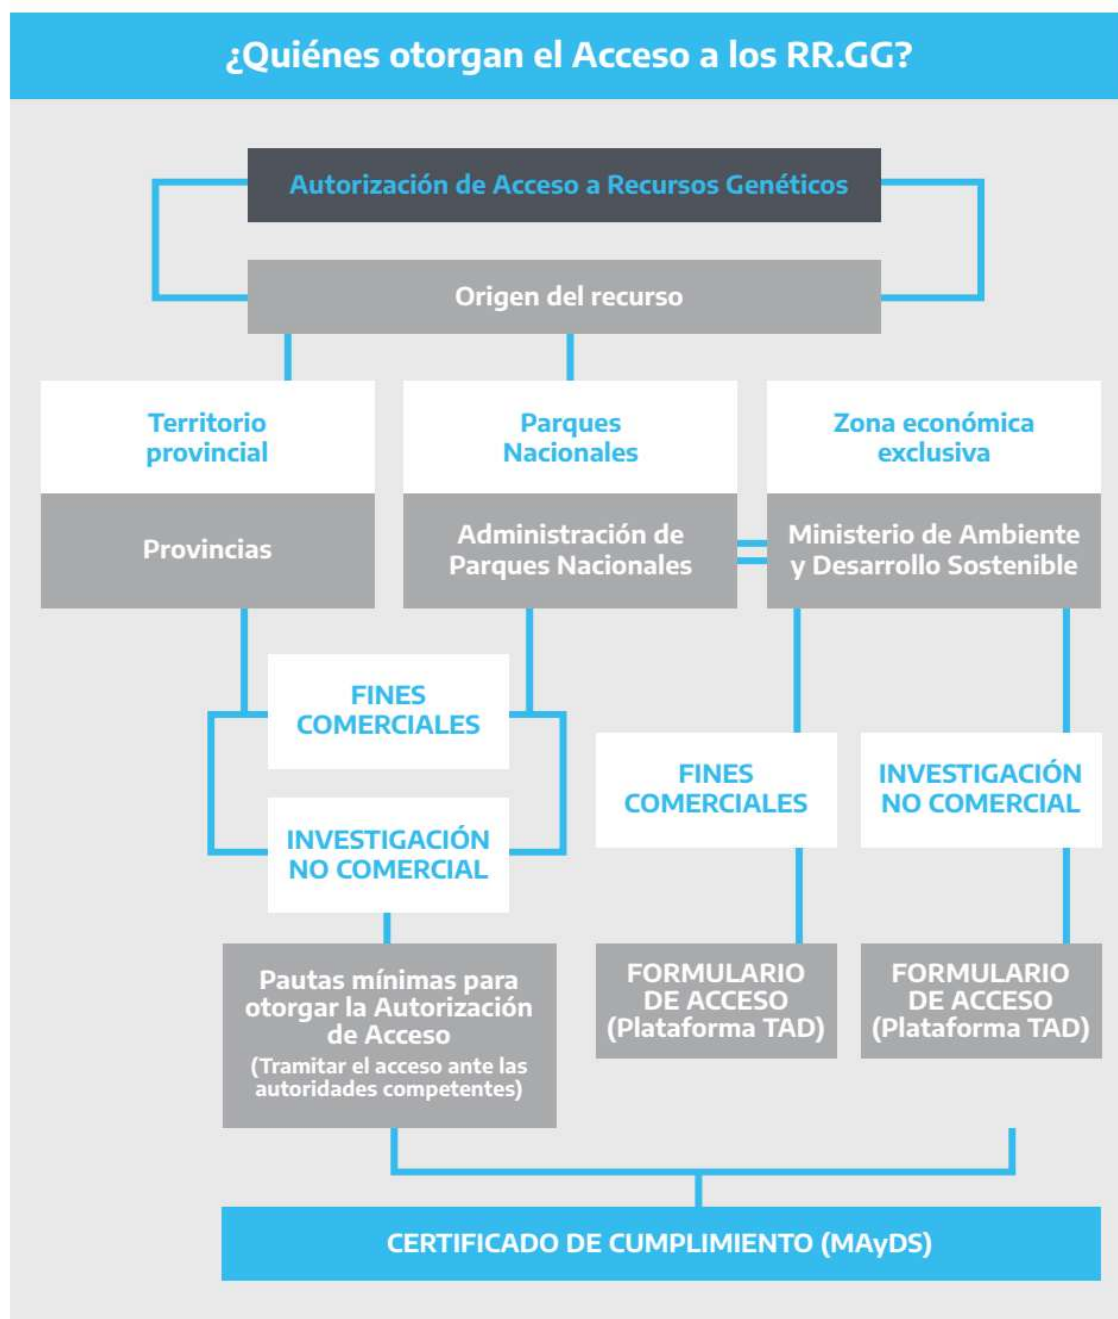 ¿Quiénes otorgan el Acceso a los RR.GG?
Autorización de Acceso a Recursos Genéticos
Origen del recurso
Territorio
provincial
Provincias
Parques
Nacionales
Administración de
Parques Nacionales
Zona económica
exclusiva
Ministerio de Ambiente
y Desarrollo Sostenible
FINES
COMERCIALES
INVESTIGACIÓN
NO COMERCIAL
Pautas mínimas para
otorgar la Autorización
de Acceso
(Tramitar el acceso ante las
autoridades competentes)
FINES
COMERCIALES
FORMULARIO
DE ACCESO
(Plataforma TAD)
INVESTIGACIÓN
NO COMERCIAL
FORMULARIO
DE ACCESO
(Plataforma TAD)
CERTIFICADO DE CUMPLIMIENTO (MAyDS)